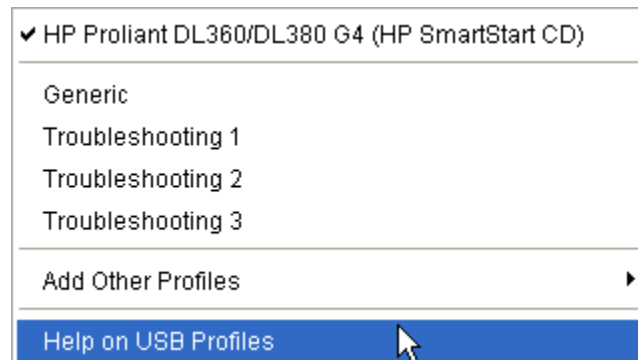 HP Proliant DL360/DL380 G4 (HP SmartStart CD)
Generic
Troubleshooting 1
Troubleshooting 2
Troubleshooting 3
Add Other Profiles
Help on USB Profiles